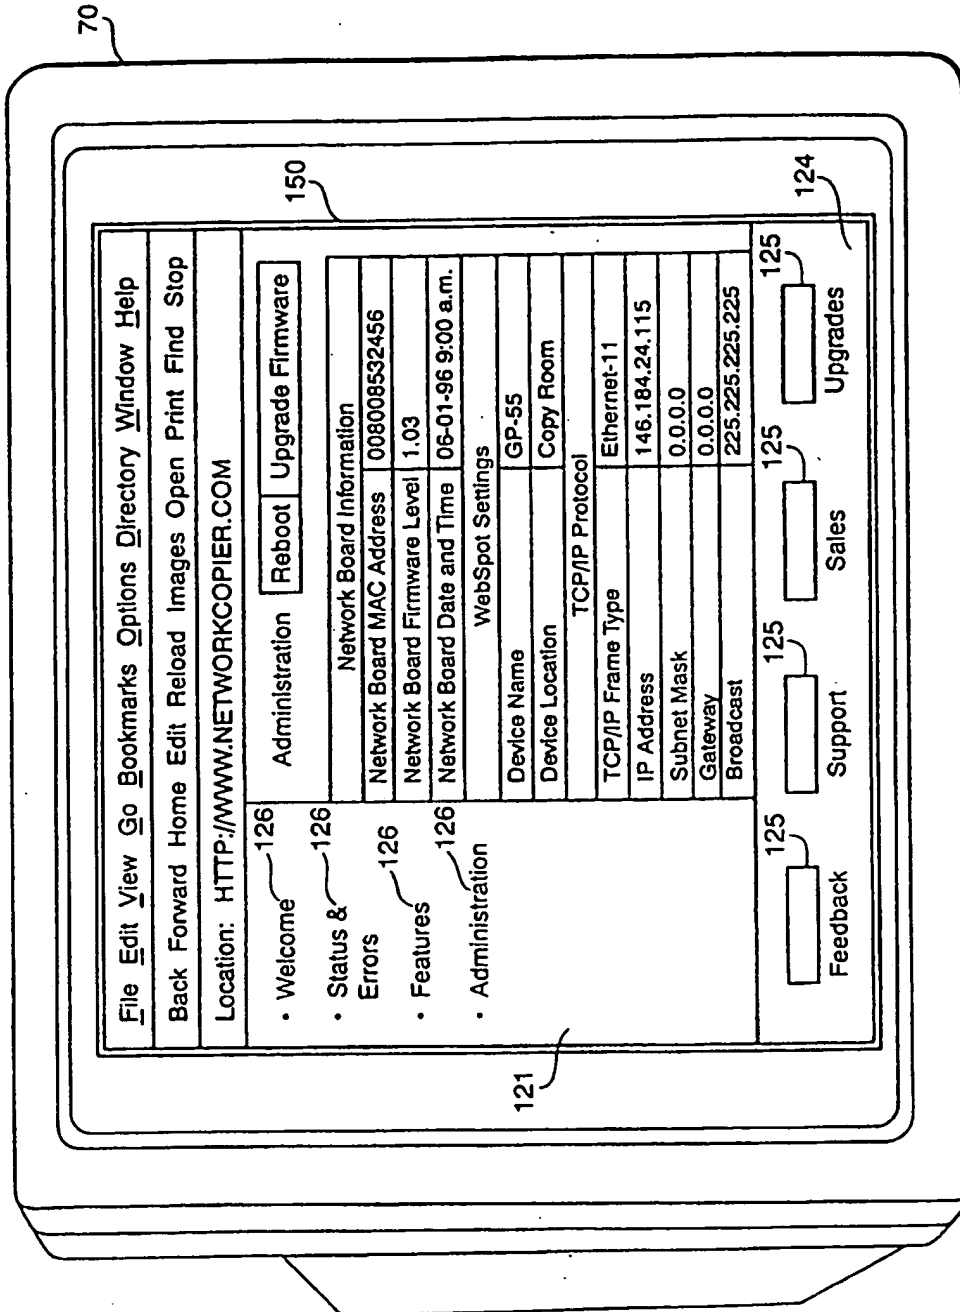 70
File Edit View Go Bookmarks Options Directory Window Help
Back Forward Home Edit Reload Images Open Print Find Stop
Location: HTTP://WWW.NETWORKCOPIER.COM
150
• Welcome 126
• Status & 126
Errors
• Features 126
• Administration 126
121
Administration Reboot Upgrade Firmware
Network Board Information
Network Board MAC Address 008008532456
Network Board Firmware Level 1.03
Network Board Date and Time 06-01-96 9:00 a.m.
WebSpot Settings
Device Name GP-55
Device Location Copy Room
TCP/IP Protocol
TCP/IP Frame Type Ethernet-11
IP Address 146.184.24.115
Subnet Mask 0.0.0.0
Gateway 0.0.0.0
Broadcast 225.225.225.225
125 125 125 125
124
Feedback Support Sales Upgrades